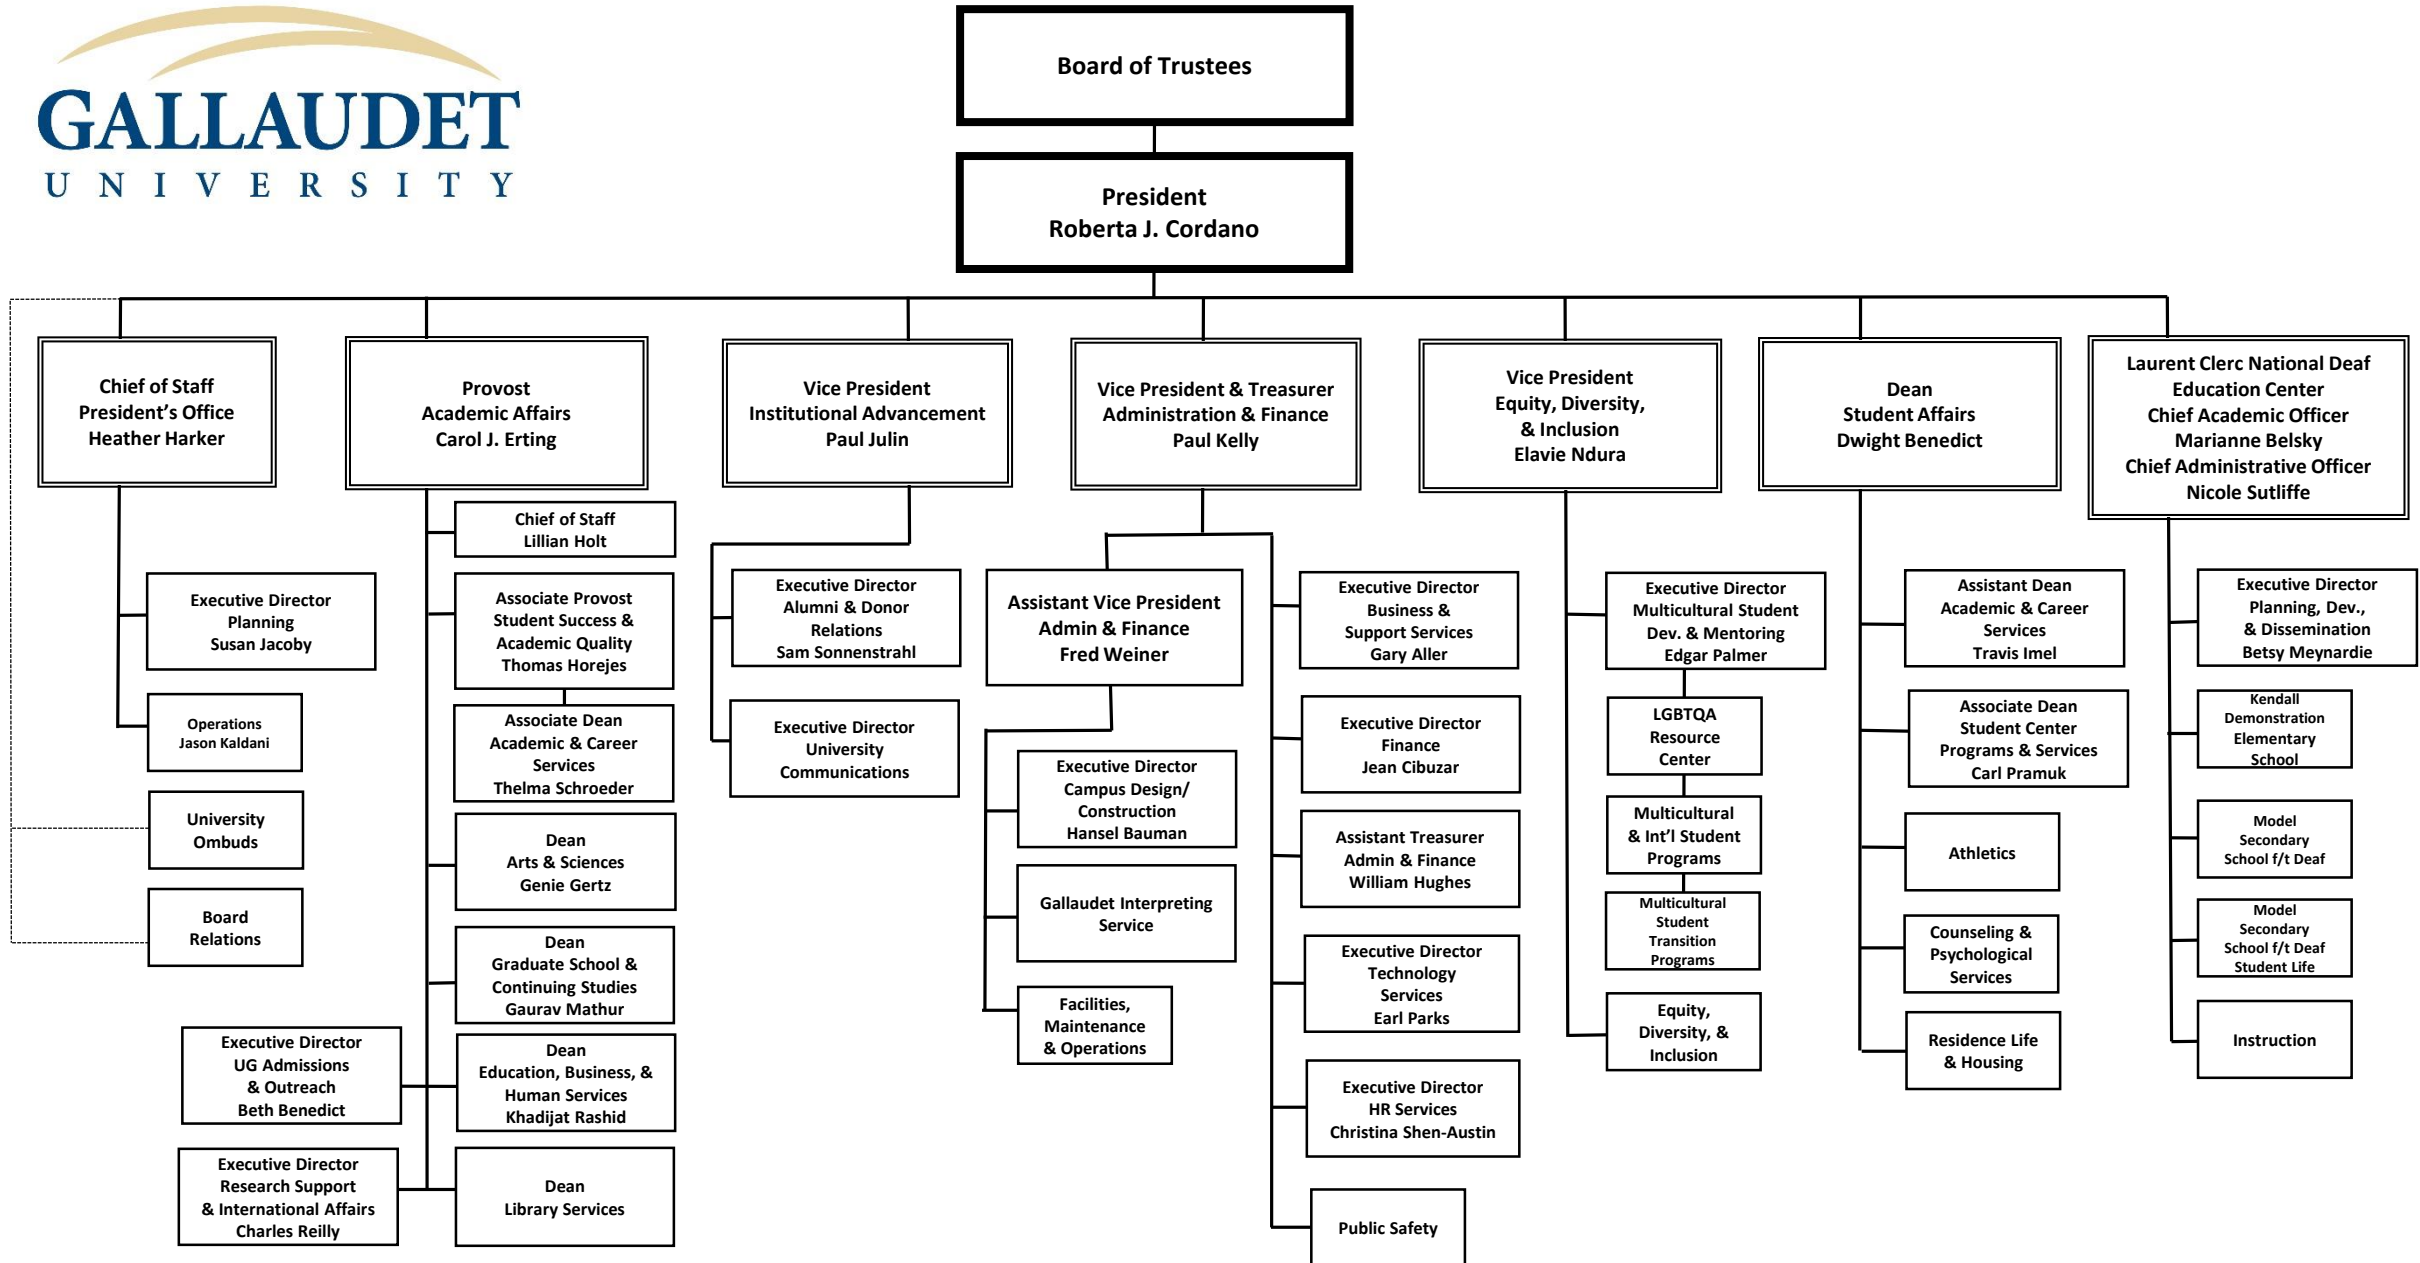 GALLAUDET
UNIVERSITY
Board of Trustees
President
Roberta J. Cordano
Chief of Staff
President’s Office
Heather Harker
Executive Director
Planning
Susan Jacoby
Operations
Jason Kaldani
University
Ombuds
Board
Relations
Provost
Academic Affairs
Carol J. Erting
Chief of Staff
Lillian Holt
Associate Provost
Student Success &
Academic Quality
Thomas Horejes
Associate Dean
Academic & Career
Services
Thelma Schroeder
Dean
Arts & Sciences
Genie Gertz
Dean
Graduate School &
Continuing Studies
Gaurav Mathur
Executive Director
UG Admissions
& Outreach
Beth Benedict
Dean
Education, Business, &
Human Services
Khadijat Rashid
Executive Director
Research Support
& International Affairs
Charles Reilly
Dean
Library Services
Vice President
Institutional Advancement
Paul Julin
Executive Director
Alumni & Donor
Relations
Sam Sonnenstrahl
Executive Director
University
Communications
Vice President & Treasurer
Administration & Finance
Paul Kelly
Assistant Vice President
Admin & Finance
Fred Weiner
Executive Director
Campus Design/
Construction
Hansel Bauman
Gallaudet Interpreting
Service
Facilities,
Maintenance
& Operations
Executive Director
Business &
Support Services
Gary Aller
Executive Director
Finance
Jean Cibuzar
Assistant Treasurer
Admin & Finance
William Hughes
Executive Director
Technology
Services
Earl Parks
Executive Director
HR Services
Christina Shen-Austin
Public Safety
Vice President
Equity, Diversity,
& Inclusion
Elavie Ndura
Executive Director
Multicultural Student
Dev. & Mentoring
Edgar Palmer
LGBTQA
Resource
Center
Multicultural
& Int’l Student
Programs
Multicultural
Student
Transition
Programs
Equity,
Diversity, &
Inclusion
Dean
Student Affairs
Dwight Benedict
Assistant Dean
Academic & Career
Services
Travis Imel
Associate Dean
Student Center
Programs & Services
Carl Pramuk
Athletics
Counseling &
Psychological
Services
Residence Life
& Housing
Laurent Clerc National Deaf
Education Center
Chief Academic Officer
Marianne Belsky
Chief Administrative Officer
Nicole Sutliffe
Executive Director
Planning, Dev.,
& Dissemination
Betsy Meynardie
Kendall
Demonstration
Elementary
School
Model
Secondary
School f/t Deaf
Model
Secondary
School f/t Deaf
Student Life
Instruction